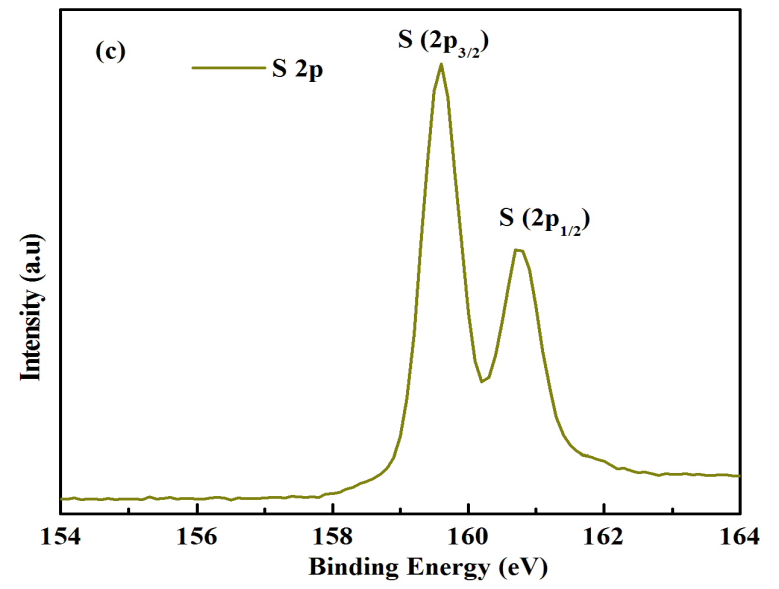 (c)
S 2p
S (2p3/2)
S (2p1/2)
Intensity (a.u)
154 156 158 160 162 164
Binding Energy (eV)